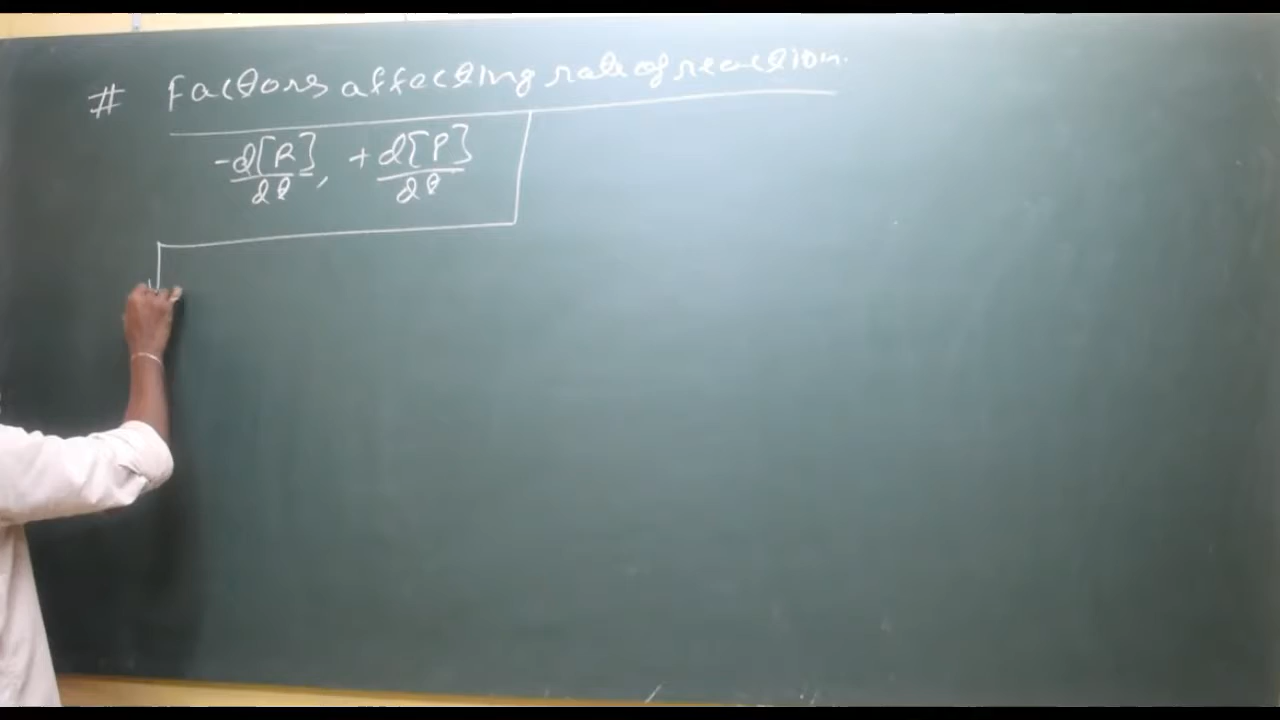 # Factors affecting rate of reaction.
-d[R]/dt, +d[P]/dt